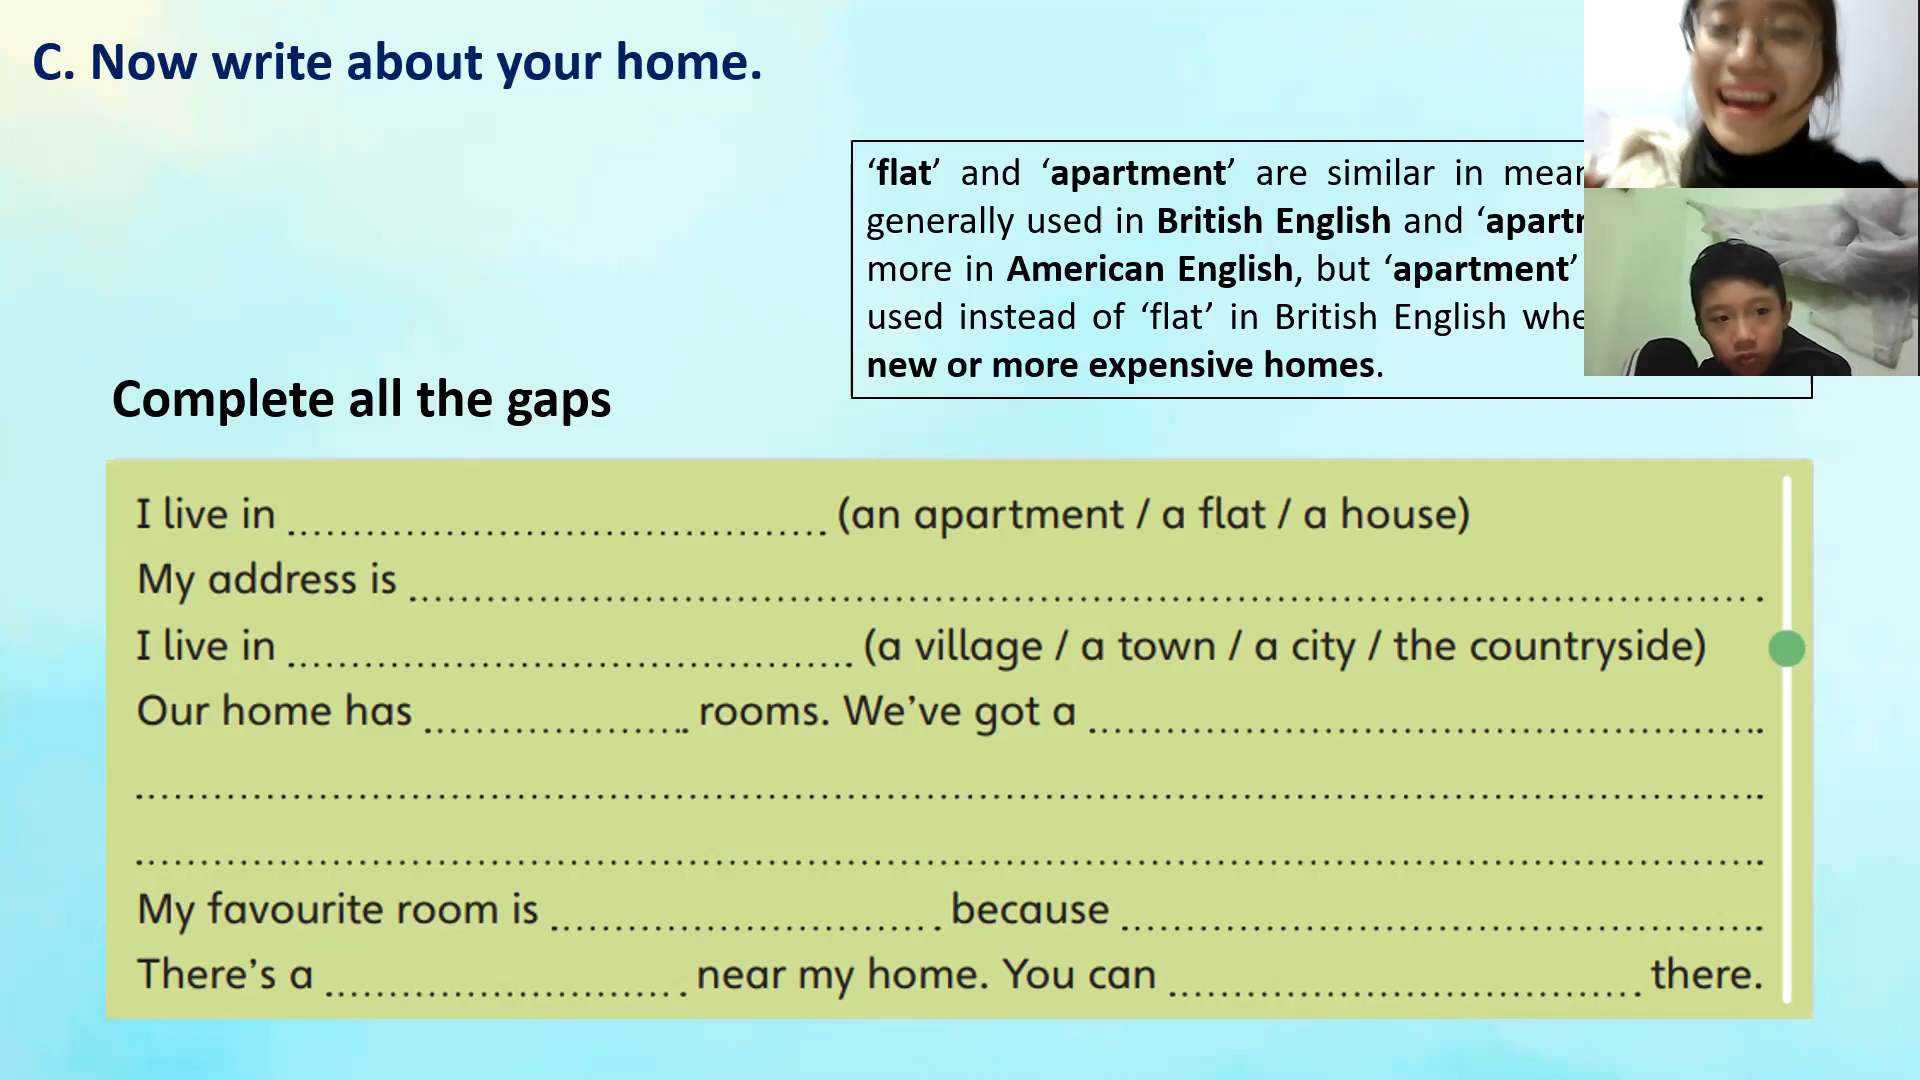 C. Now write about your home.
‘flat’ and ‘apartment’ are similar in
generally used in British English and
more in American English, but ‘apartment’
used instead of ‘flat’ in British English
new or more expensive homes.
Complete all the gaps
I live in ........................................ (an apartment / a flat / a house)
My address is ........................................ .
I live in ........................................ (a village / a town / a city / the countryside)
Our home has .................... rooms. We’ve got a ........................................
........................................
........................................
My favourite room is .............................. because ........................................
There’s a .............................. near my home. You can ........................................ there.